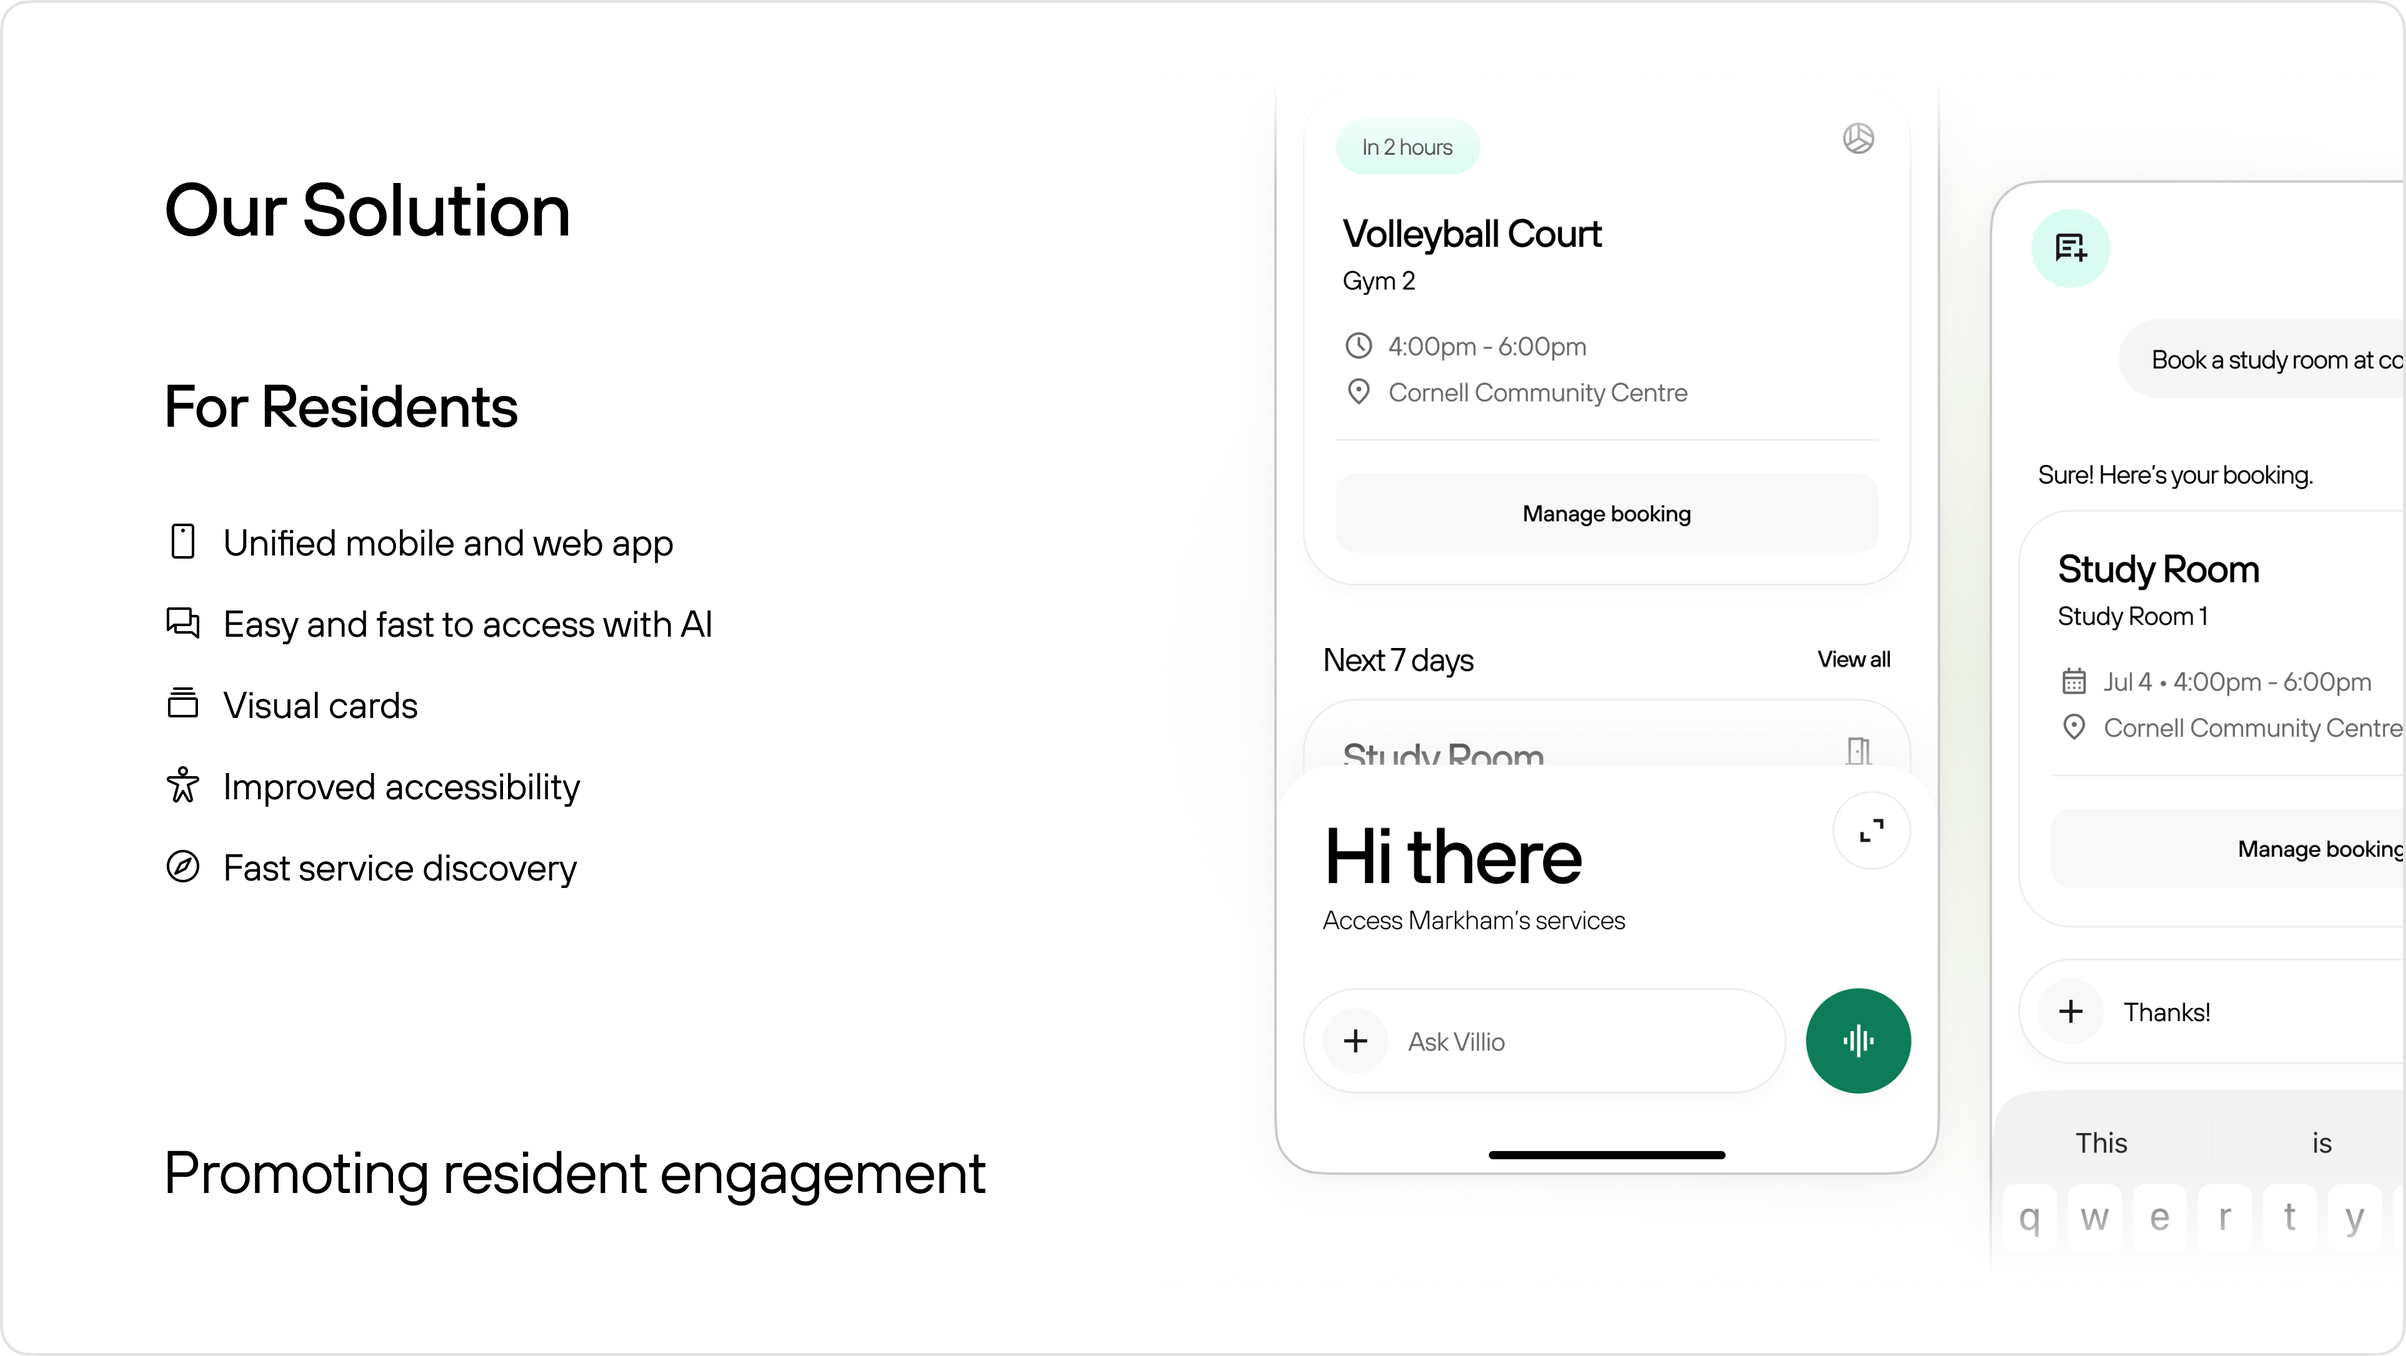 Our Solution
For Residents
Unified mobile and web app
Easy and fast to access with AI
Visual cards
Improved accessibility
Fast service discovery
Promoting resident engagement
In 2 hours
Volleyball Court
Gym 2
4:00pm - 6:00pm
Cornell Community Centre
Manage booking
Next 7 days
View all
Study Room
Hi there
Access Markham's services
Ask Villio
Book a study room at co
Sure! Here's your booking.
Study Room
Study Room 1
Jul 4 • 4:00pm - 6:00pm
Cornell Community Centre
Manage booking
Thanks!
This is
q w e r t y